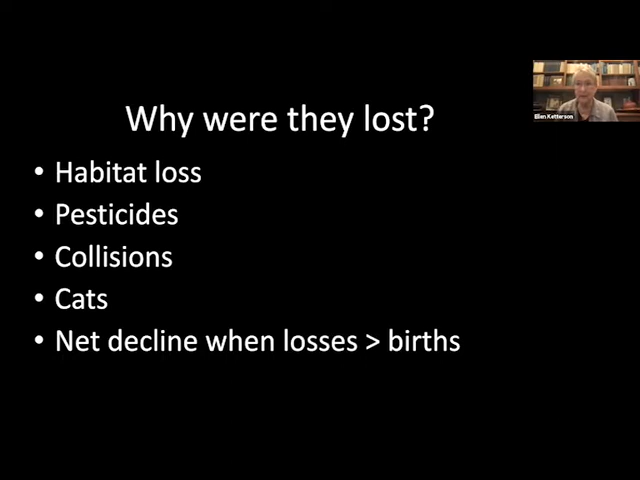 Why were they lost?
• Habitat loss
• Pesticides
• Collisions
• Cats
• Net decline when losses > births
Ellen Ketterson